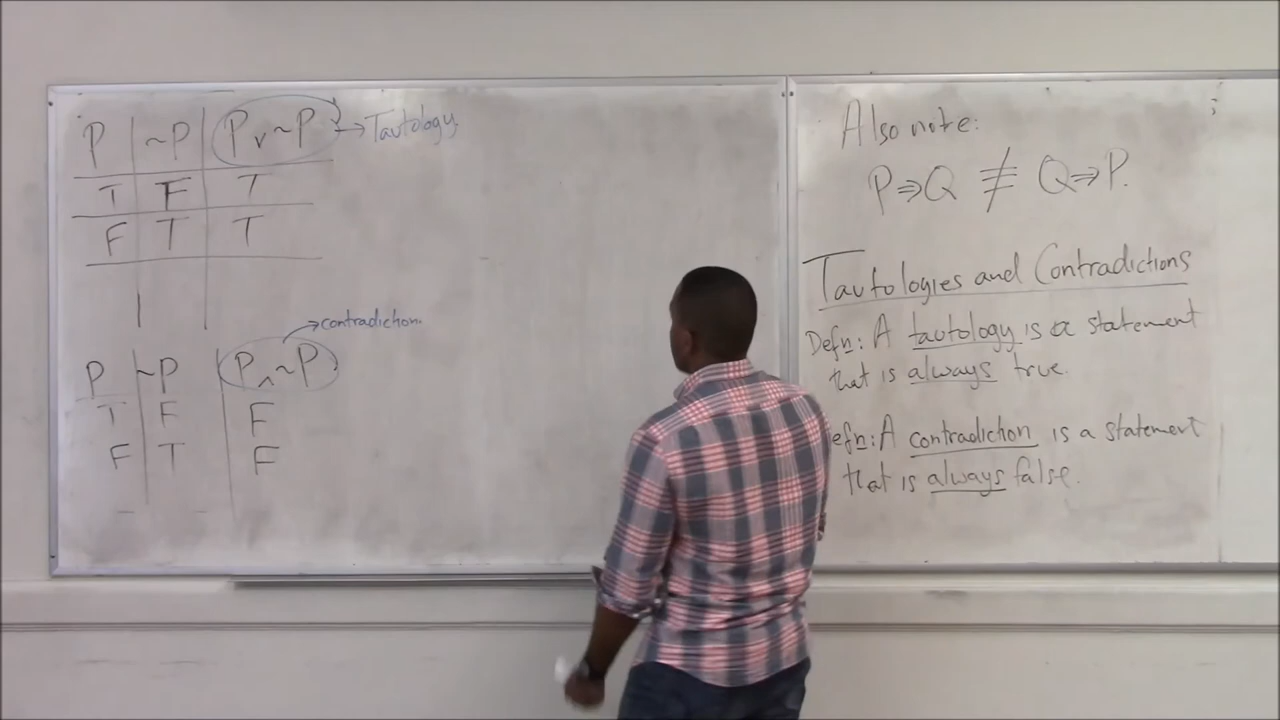 P ~P P∨~P → Tautology
T F T
F T T
→ contradiction
P ~P P∧~P
T F F
F T F
Also note:
P⇒Q ≢ Q⇒P.
Tautologies and Contradictions
Defn: A tautology is a statement
that is always true.
efn: A contradiction is a statement
that is always false.